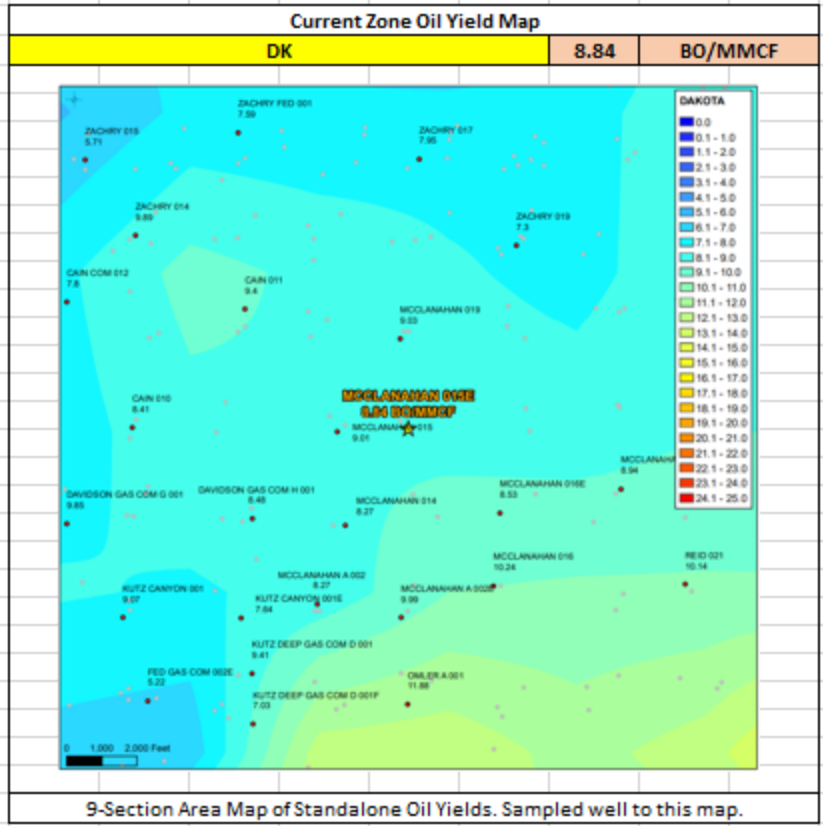 Current Zone Oil Yield Map
DK 8.84 BO/MMCF
DAKOTA
0.0
0.1 - 1.0
1.1 - 2.0
2.1 - 3.0
3.1 - 4.0
4.1 - 5.0
5.1 - 6.0
6.1 - 7.0
7.1 - 8.0
8.1 - 9.0
9.1 - 10.0
10.1 - 11.0
11.1 - 12.0
12.1 - 13.0
13.1 - 14.0
14.1 - 15.0
15.1 - 16.0
16.1 - 17.0
17.1 - 18.0
18.1 - 19.0
19.1 - 20.0
20.1 - 21.0
21.1 - 22.0
22.1 - 23.0
23.1 - 24.0
24.1 - 25.0
ZACHRY FED 001
7.59
ZACHRY 015
5.71
ZACHRY 017
7.95
ZACHRY 014
9.89
ZACHRY 019
7.3
CAIN COM 012
7.8
CAIN 011
9.4
MCCLANAHAN 019
9.03
MCCLANAHAN 015E
8.84 BO/MMCF
CAIN 010
8.41
MCCLANAH 015
9.01
MCCLANAHA
8.94
DAVIDSON GAS COM G 001
9.85
DAVIDSON GAS COM H 001
8.48
MCCLANAHAN 016E
8.53
MCCLANAHAN 014
8.27
MCCLANAHAN 016
10.24
REID 021
10.14
MCCLANAHAN A 002
8.27
KUTZ CANYON 001
9.07
KUTZ CANYON 001E
7.64
MCCLANAHAN A 002E
9.99
KUTZ DEEP GAS COM D 001
9.41
FED GAS COM 002E
5.22
OMLER A 001
11.88
KUTZ DEEP GAS COM D 001F
7.03
0 1,000 2,000 Feet
9-Section Area Map of Standalone Oil Yields. Sampled well to this map.